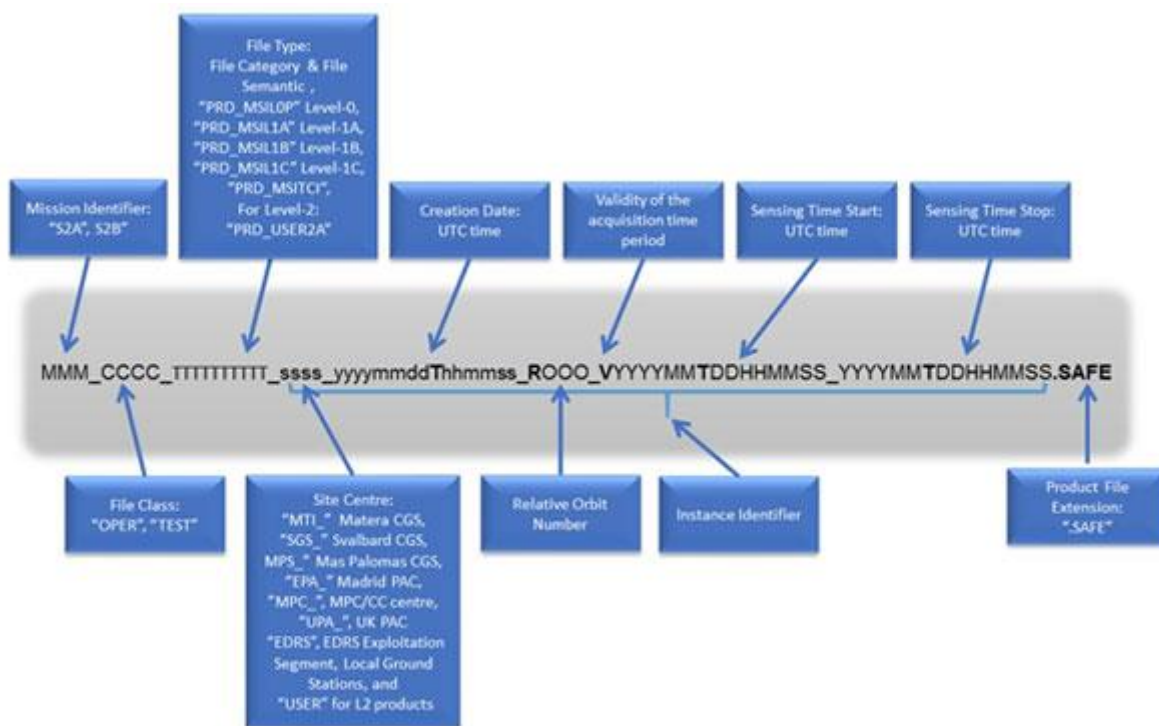 File Type:
File Category & File
Semantic ,
"PRD_MSIL0P" Level-0,
"PRD_MSIL1A" Level-1A,
"PRD_MSIL1B" Level-1B,
"PRD_MSIL1C" Level-1C,
"PRD_MSITCI",
For Level-2:
"PRD_USER2A"
Mission Identifier:
"S2A", S2B"
Creation Date:
UTC time
Validity of the
acquisition time
period
Sensing Time Start:
UTC time
Sensing Time Stop:
UTC time
MMM_CCCC_TTTTTTTTTT_ssss_yyyymmddThhmmss_ROOO_VYYYYMMTDDHHMMSS_YYYYMMTDDHHMMSS.SAFE
File Class:
"OPER", "TEST"
Site Centre:
"MTI_" Matera CGS,
"SGS_" Svalbard CGS,
MPS_" Mas Palomas CGS,
"EPA_" Madrid PAC,
"MPC_", MPC/CC centre,
"UPA_", UK PAC
"EDRS", EDRS Exploitation
Segment, Local Ground
Stations, and
"USER" for L2 products
Relative Orbit
Number
Instance Identifier
Product File
Extension:
".SAFE"